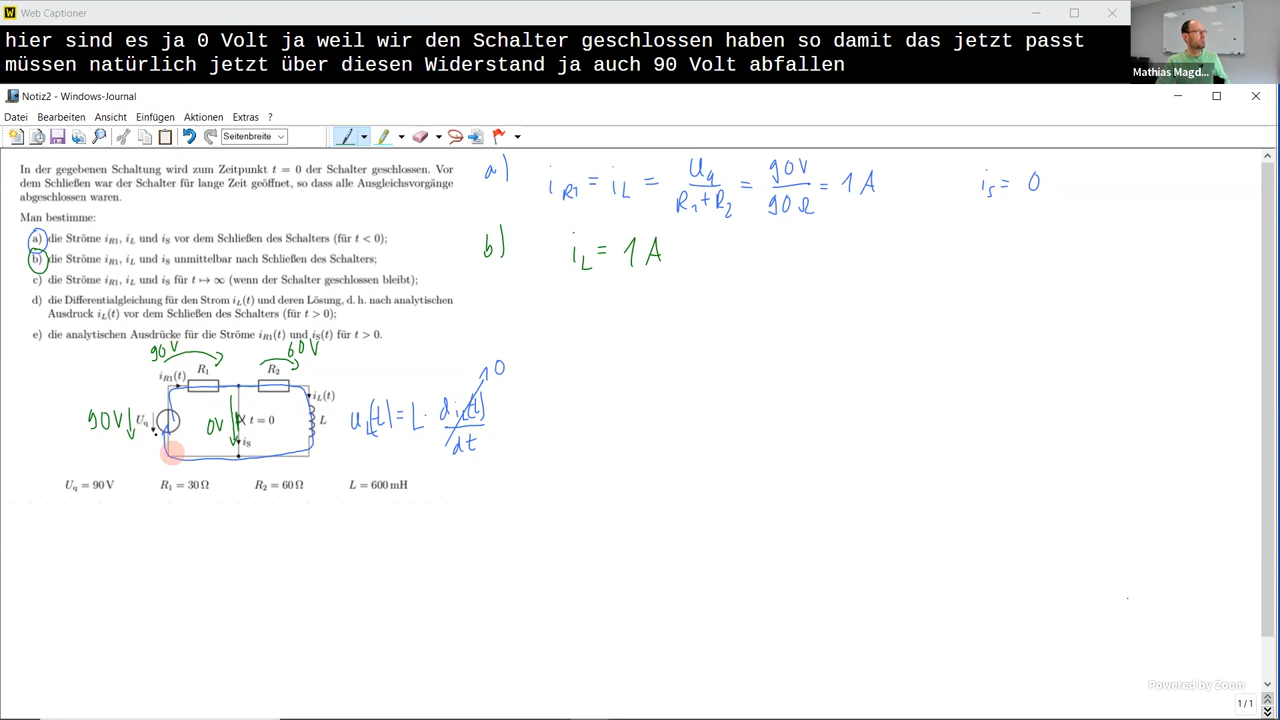 Web Captioner
hier sind es ja 0 Volt ja weil wir den Schalter geschlossen haben so damit das jetzt passt
müssen natürlich jetzt über diesen Widerstand ja auch 90 Volt abfallen
Mathias Magd...
Notiz2 - Windows-Journal
Datei Bearbeiten Ansicht Einfügen Aktionen Extras ?
Seitenbreite
In der gegebenen Schaltung wird zum Zeitpunkt t = 0 der Schalter geschlossen. Vor
dem Schließen war der Schalter für lange Zeit geöffnet, so dass alle Ausgleichsvorgänge
abgeschlossen waren.
Man bestimme:
a) die Ströme iR1, iL und iS vor dem Schließen des Schalters (für t < 0);
b) die Ströme iR1, iL und iS unmittelbar nach Schließen des Schalters;
c) die Ströme iR1, iL und iS für t ↦ ∞ (wenn der Schalter geschlossen bleibt);
d) die Differentialgleichung für den Strom iL(t) und deren Lösung, d. h. nach analytischen
Ausdruck iL(t) vor dem Schließen des Schalters (für t > 0);
e) die analytischen Ausdrücke für die Ströme iR1(t) und iS(t) für t > 0.
a) iR1 = iL = Uq / (R1 + R2) = 90V / 90Ω = 1A iS = 0
b) iL = 1A
90V 60V
R1 R2
iR1(t)
iL(t)
90V Uq 0V t = 0 L
iS
uL(t) = L · diL(t)/dt 0
Uq = 90 V R1 = 30 Ω R2 = 60 Ω L = 600 mH
Powered by Zoom
1 / 1